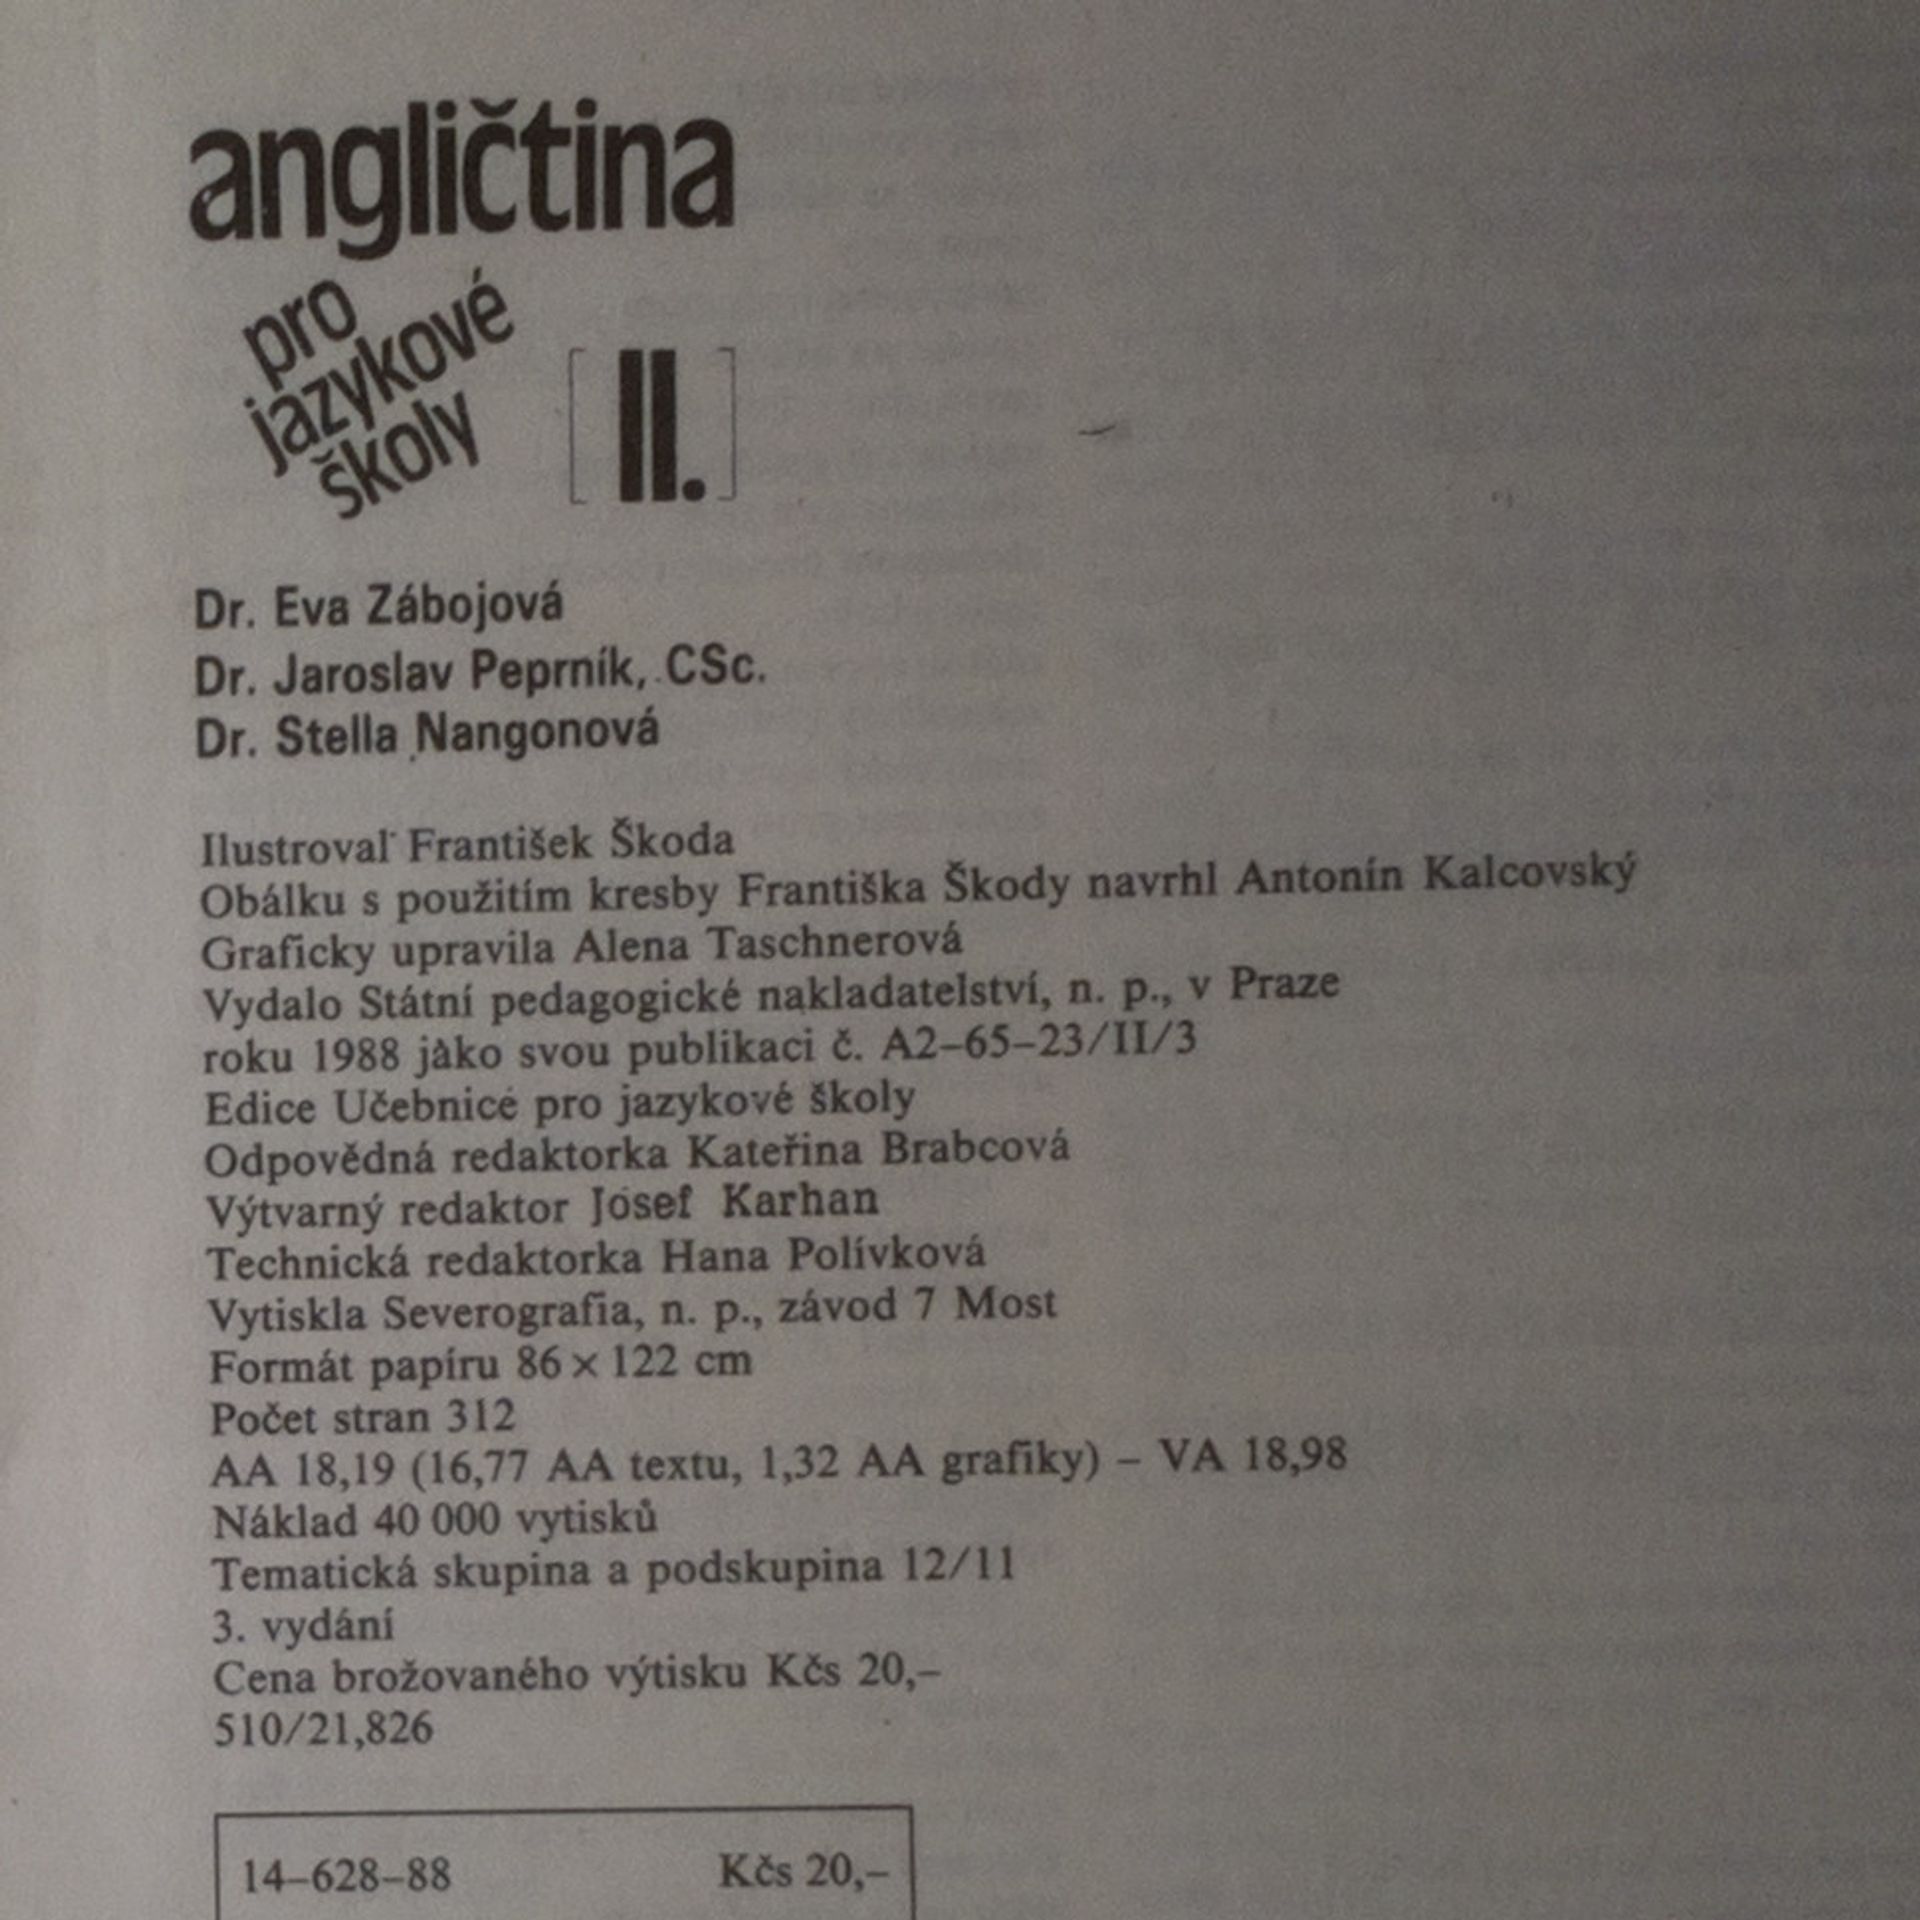 angličtina
pro
jazykové
školy
[II.]
Dr. Eva Zábojová
Dr. Jaroslav Peprník, CSc.
Dr. Stella Nangonová
Ilustroval František Škoda
Obálku s použitím kresby Františka Škody navrhl Antonín Kalcovský
Graficky upravila Alena Taschnerová
Vydalo Státní pedagogické nakladatelství, n. p., v Praze
roku 1988 jako svou publikaci č. A2–65–23/II/3
Edice Učebnice pro jazykové školy
Odpovědná redaktorka Kateřina Brabcová
Výtvarný redaktor Josef Karhan
Technická redaktorka Hana Polívková
Vytiskla Severografia, n. p., závod 7 Most
Formát papíru 86 × 122 cm
Počet stran 312
AA 18,19 (16,77 AA textu, 1,32 AA grafiky) – VA 18,98
Náklad 40 000 vytisků
Tematická skupina a podskupina 12/11
3. vydání
Cena brožovaného výtisku Kčs 20,–
510/21,826
14–628–88 Kčs 20,–